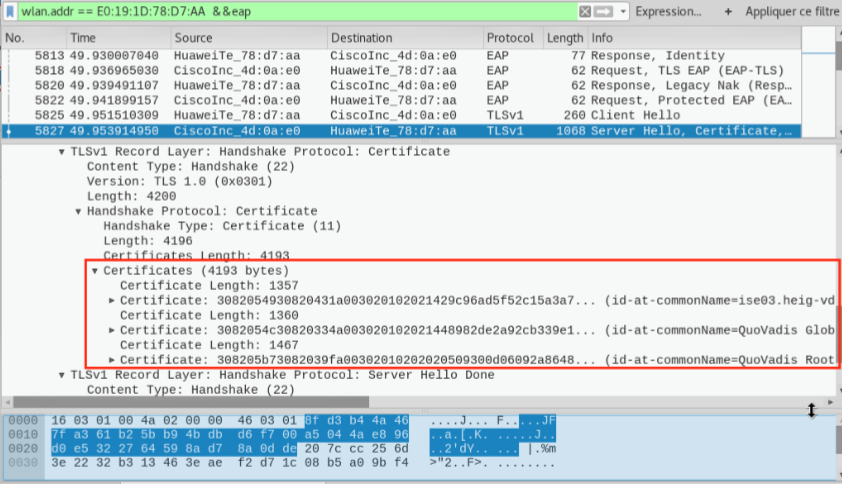 wlan.addr == E0:19:1D:78:D7:AA &&eap Expression... + Appliquer ce filtre
No. Time Source Destination Protocol Length Info
5813 49.930007040 HuaweiTe_78:d7:aa CiscoInc_4d:0a:e0 EAP 77 Response, Identity
5818 49.936965030 CiscoInc_4d:0a:e0 HuaweiTe_78:d7:aa EAP 62 Request, TLS EAP (EAP-TLS)
5820 49.939491107 HuaweiTe_78:d7:aa CiscoInc_4d:0a:e0 EAP 62 Response, Legacy Nak (Resp…
5822 49.941899157 CiscoInc_4d:0a:e0 HuaweiTe_78:d7:aa EAP 62 Request, Protected EAP (EA…
5825 49.951510309 HuaweiTe_78:d7:aa CiscoInc_4d:0a:e0 TLSv1 260 Client Hello
5827 49.953914950 CiscoInc_4d:0a:e0 HuaweiTe_78:d7:aa TLSv1 1068 Server Hello, Certificate,…
TLSv1 Record Layer: Handshake Protocol: Certificate
Content Type: Handshake (22)
Version: TLS 1.0 (0x0301)
Length: 4200
Handshake Protocol: Certificate
Handshake Type: Certificate (11)
Length: 4196
Certificates Length: 4193
Certificates (4193 bytes)
Certificate Length: 1357
Certificate: 3082054930820431a003020102021429c96ad5f52c15a3a7... (id-at-commonName=ise03.heig-vd
Certificate Length: 1360
Certificate: 3082054c30820334a003020102021448982de2a92cb339e1... (id-at-commonName=QuoVadis Glob
Certificate Length: 1467
Certificate: 308205b73082039fa00302010202020509300d06092a8648... (id-at-commonName=QuoVadis Root
TLSv1 Record Layer: Handshake Protocol: Server Hello Done
Content Type: Handshake (22)
0000 16 03 01 00 4a 02 00 00 46 03 01 8f d3 b4 4a 46 ....J... F.....JF
0010 7f a3 61 b2 5b b9 4b db d6 f7 00 a5 04 4a e8 96 ..a.[.K. .....J..
0020 d0 e5 32 27 64 59 8a d7 8a 0d de 20 7c cc 25 6d ..2'dY.. ... |.%m
0030 3e 22 32 b3 13 46 3e ae f2 d7 1c 08 b5 a0 9b f4 >"2..F>. ........